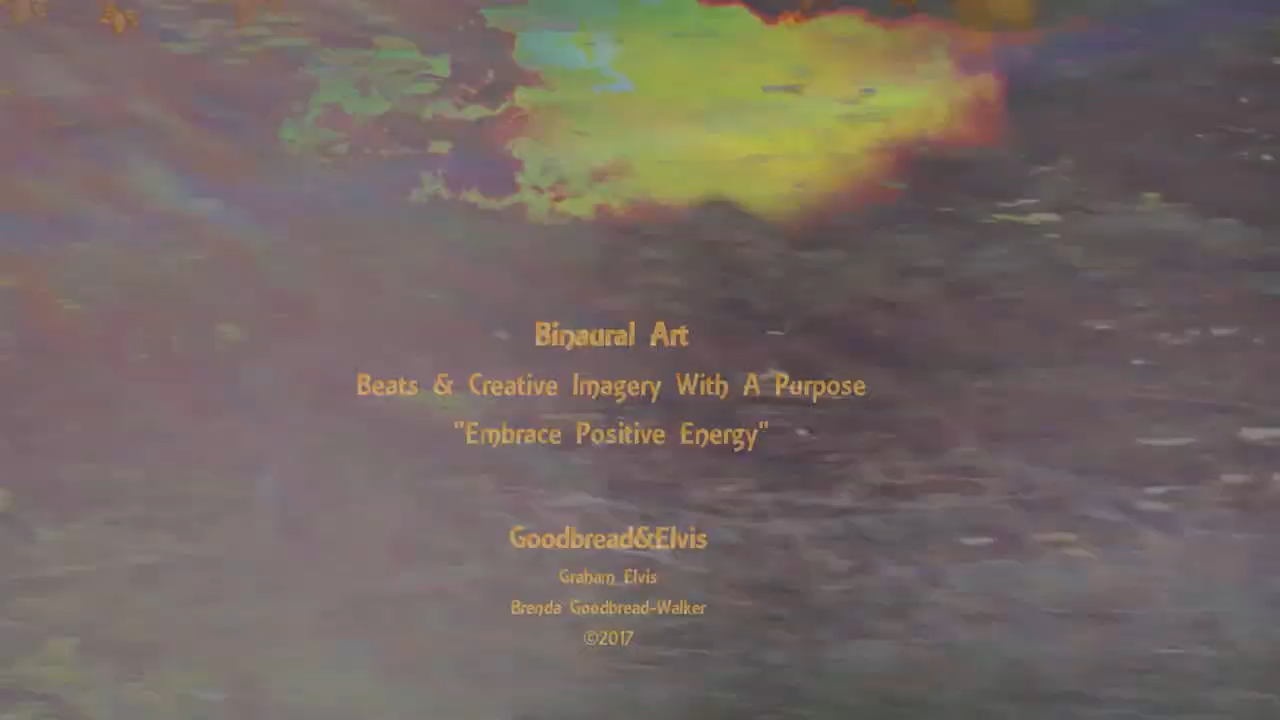 Binaural Art
Beats & Creative Imagery With A Purpose
"Embrace Positive Energy"
Goodbread&Elvis
Graham Elvis
Brenda Goodbread-Walker
©2017